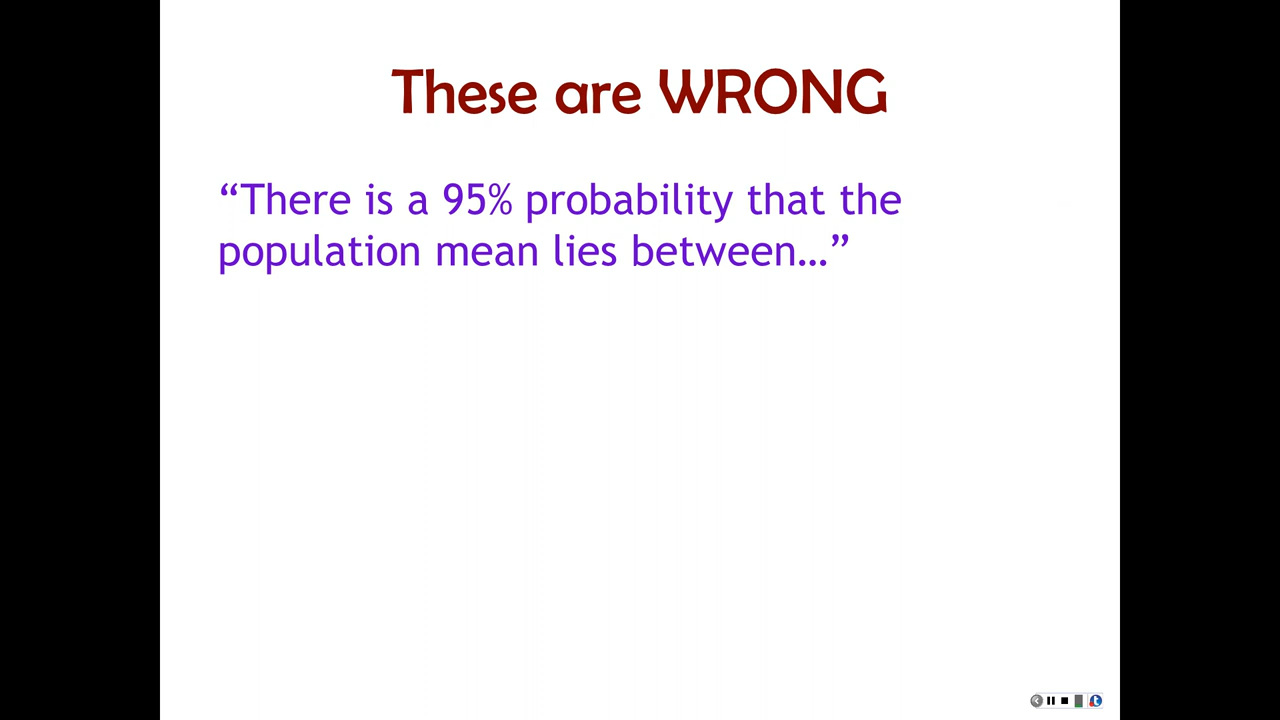 These are WRONG
“There is a 95% probability that the
population mean lies between…”